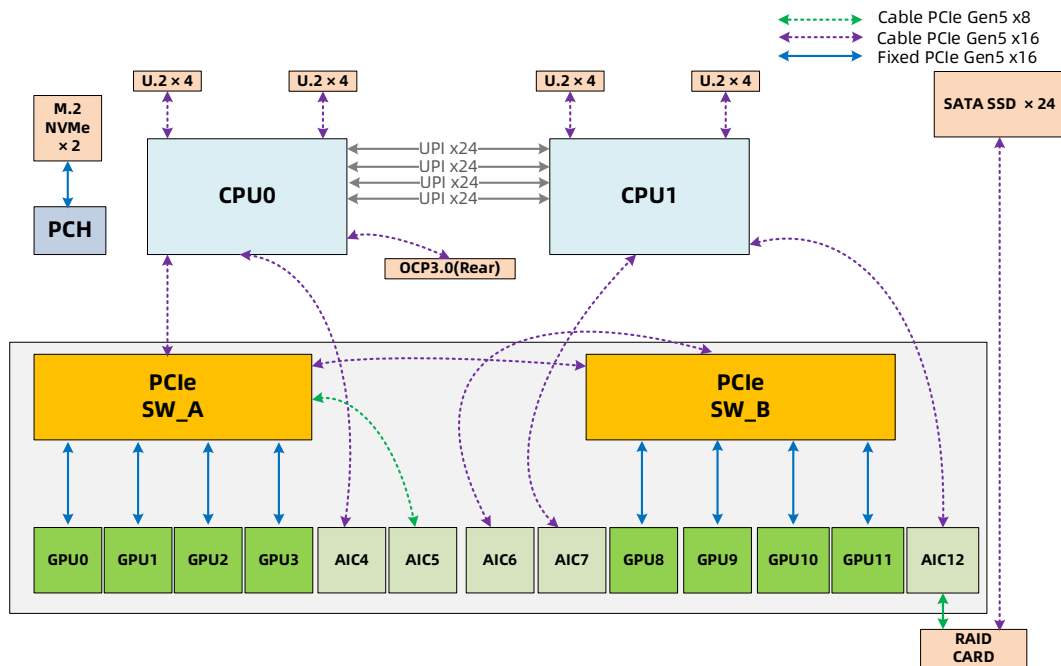 Cable PCIe Gen5 x8
Cable PCIe Gen5 x16
Fixed PCIe Gen5 x16
U.2 × 4
U.2 × 4
U.2 × 4
U.2 × 4
M.2
NVMe
× 2
SATA SSD × 24
UPI x24
UPI x24
UPI x24
UPI x24
CPU0
CPU1
PCH
OCP3.0(Rear)
PCIe
SW_A
PCIe
SW_B
GPU0
GPU1
GPU2
GPU3
AIC4
AIC5
AIC6
AIC7
GPU8
GPU9
GPU10
GPU11
AIC12
RAID
CARD